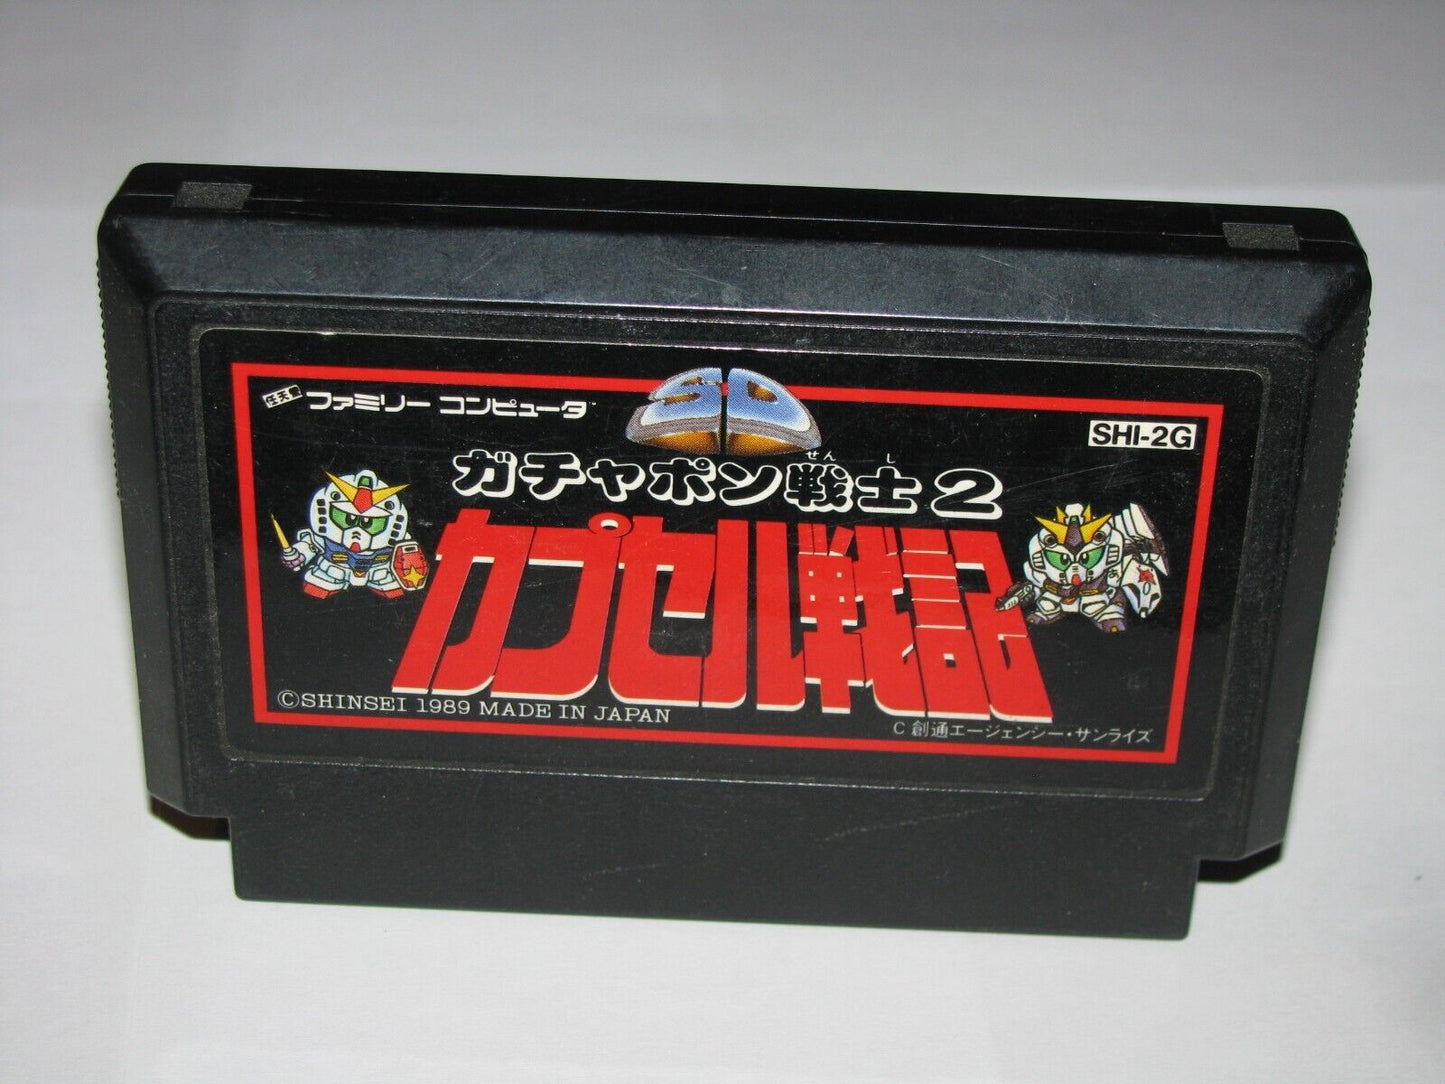 任天堂 ファミリー コンピュータ™
SD
SHI-2G
せんし
ガチャポン戦士2
カプセル戦記
©SHINSEI 1989 MADE IN JAPAN
C 創通エージェンシー・サンライズ